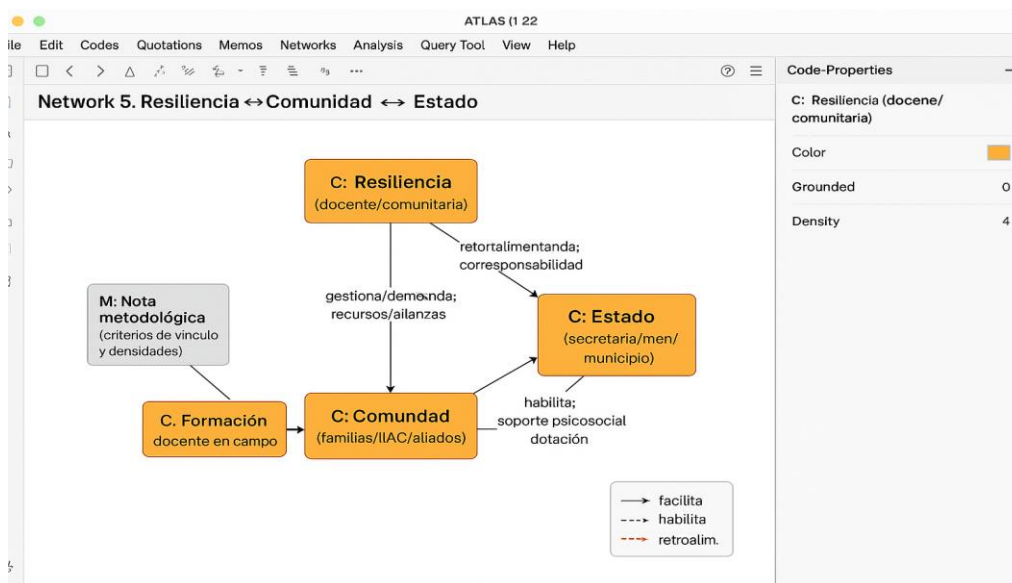 ATLAS (1 22
ile Edit Codes Quotations Memos Networks Analysis Query Tool View Help
Code-Properties
Network 5. Resiliencia ↔ Comunidad ↔ Estado
C: Resiliencia (docene/
comunitaria)
Color
Grounded 0
Density 4
C: Resiliencia
(docente/comunitaria)
retortalimentanda;
corresponsabilidad
gestiona/demanda;
recursos/ailanzas
M: Nota
metodológica
(criterios de vinculo
y densidades)
C: Estado
(secretaria/men/
municipio)
habilita;
soporte psicosocial
dotación
C. Formación
docente en campo
C: Comundad
(familias/IIAC/aliados)
facilita
habilita
retroalim.